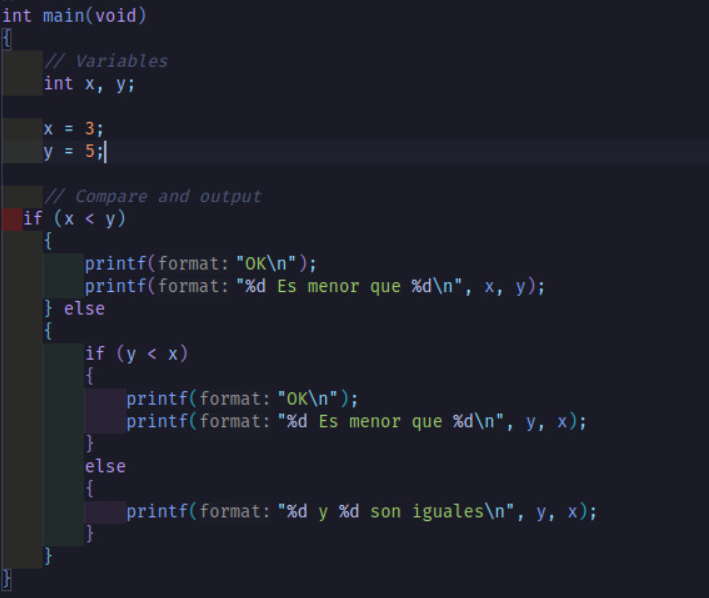 int main(void)
{
// Variables
int x, y;
x = 3;
y = 5;
// Compare and output
if (x < y)
{
printf(format: "OK\n");
printf(format: "%d Es menor que %d\n", x, y);
} else
{
if (y < x)
{
printf(format: "OK\n");
printf(format: "%d Es menor que %d\n", y, x);
}
else
{
printf(format: "%d y %d son iguales\n", y, x);
}
}
}